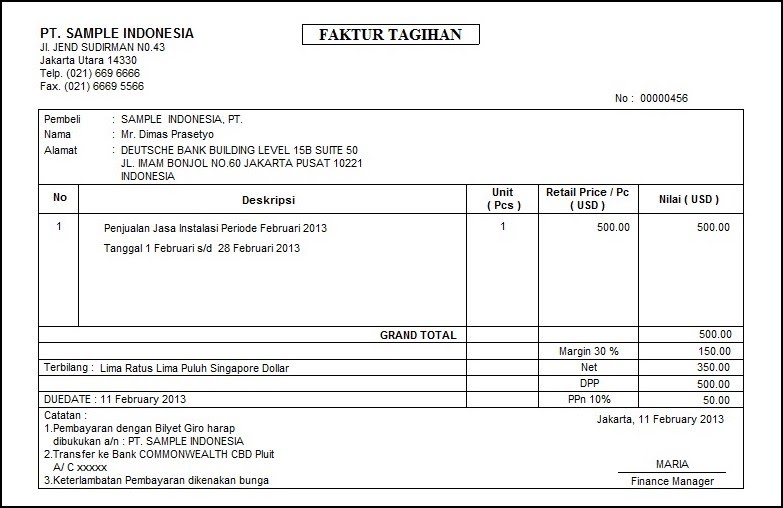 PT. SAMPLE INDONESIA
Jl. JEND SUDIRMAN N0.43
Jakarta Utara 14330
Telp. (021) 669 6666
Fax. (021) 6669 5566
FAKTUR TAGIHAN
No : 00000456
Pembeli : SAMPLE INDONESIA, PT.
Nama : Mr. Dimas Prasetyo
Alamat : DEUTSCHE BANK BUILDING LEVEL 15B SUITE 50
JL. IMAM BONJOL NO.60 JAKARTA PUSAT 10221
INDONESIA
No Deskripsi Unit ( Pcs ) Retail Price / Pc ( USD ) Nilai ( USD )
1 Penjualan Jasa Instalasi Periode Februari 2013 1 500.00 500.00
Tanggal 1 Februari s/d 28 Februari 2013
GRAND TOTAL 500.00
Margin 30 % 150.00
Terbilang : Lima Ratus Lima Puluh Singapore Dollar Net 350.00
DPP 500.00
DUEDATE : 11 February 2013 PPn 10% 50.00
Catatan :
1.Pembayaran dengan Bilyet Giro harap
dibukukan a/n : PT. SAMPLE INDONESIA
2.Transfer ke Bank COMMONWEALTH CBD Pluit
A/ C xxxxx
3.Keterlambatan Pembayaran dikenakan bunga
Jakarta, 11 February 2013
MARIA
Finance Manager